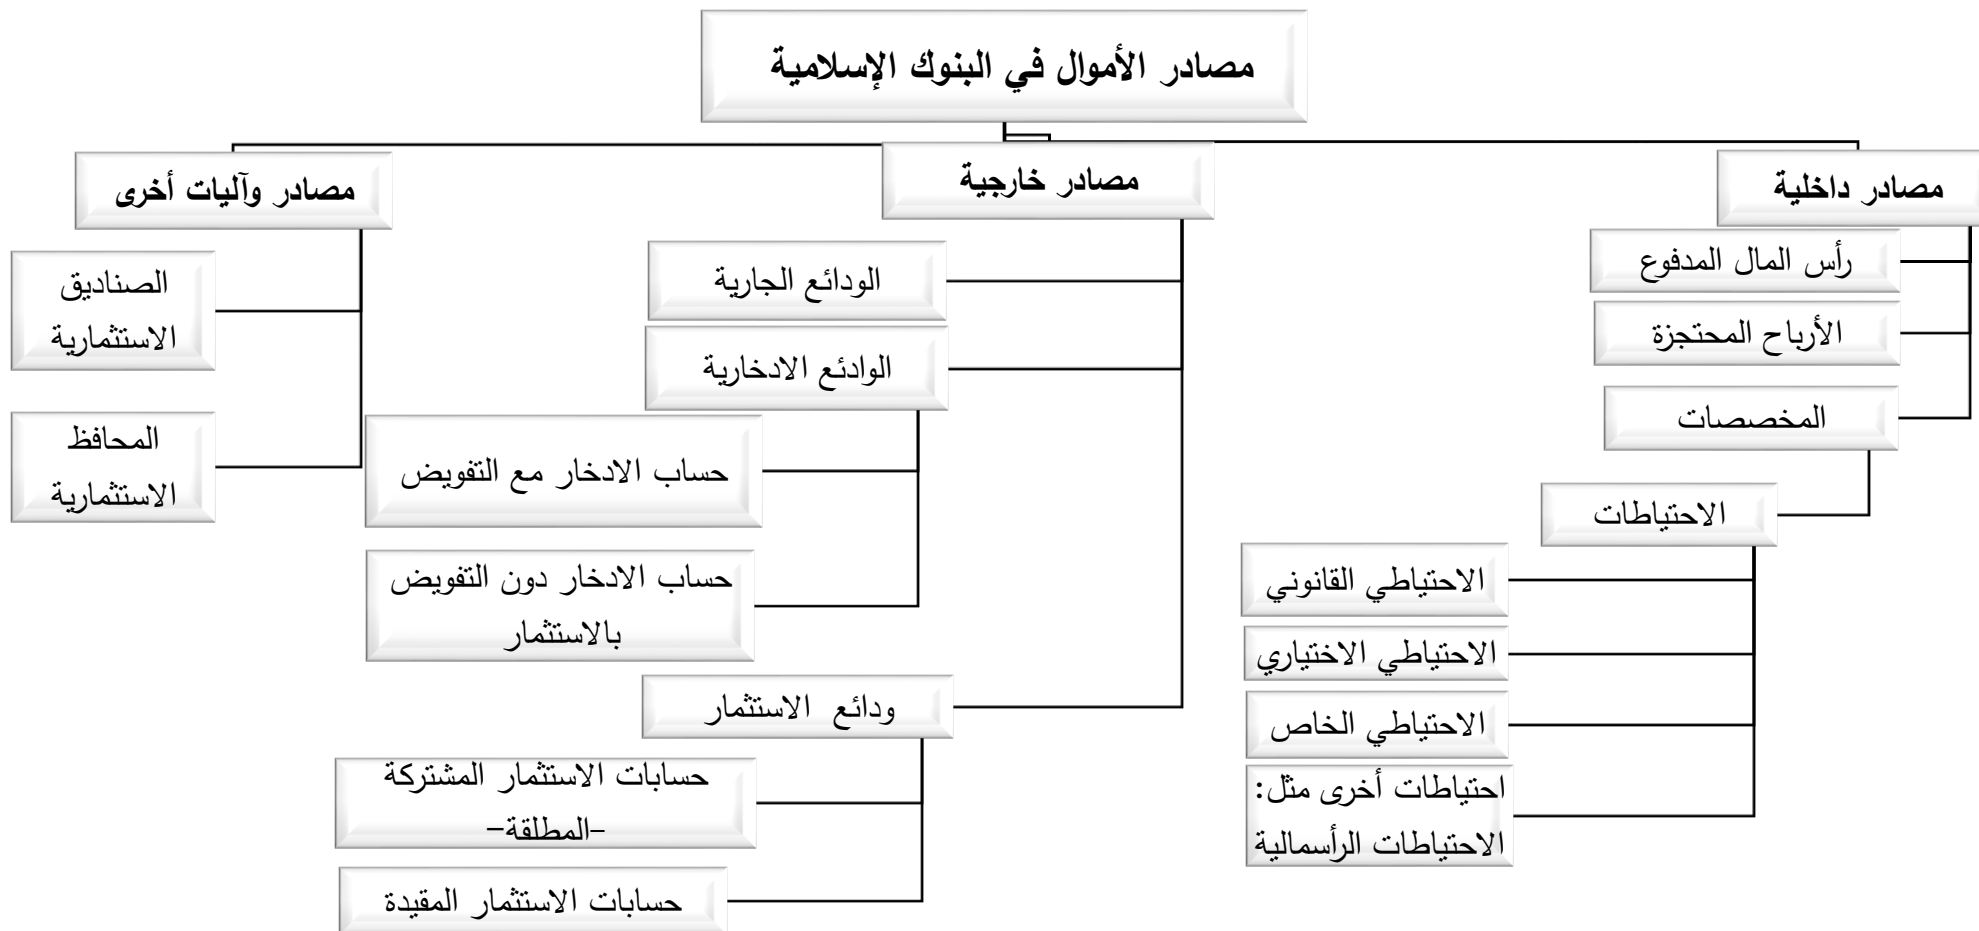 مصادر الأموال في البنوك الإسلامية
مصادر داخلية
رأس المال المدفوع
الأرباح المحتجزة
المخصصات
الاحتياطات
الاحتياطي القانوني
الاحتياطي الاختياري
الاحتياطي الخاص
احتياطات أخرى مثل:
الاحتياطات الرأسمالية
مصادر خارجية
الودائع الجارية
الوادئع الادخارية
حساب الادخار مع التفويض
حساب الادخار دون التفويض
بالاستثمار
ودائع الاستثمار
حسابات الاستثمار المشتركة
-المطلقة-
حسابات الاستثمار المقيدة
مصادر وآليات أخرى
الصناديق
الاستثمارية
المحافظ
الاستثمارية